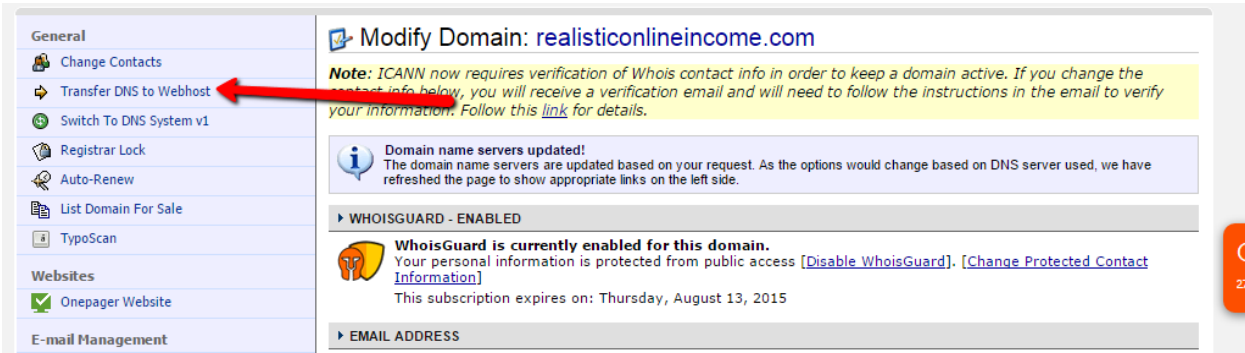 General
Change Contacts
Transfer DNS to Webhost
Switch To DNS System v1
Registrar Lock
Auto-Renew
List Domain For Sale
TypoScan
Websites
Onepager Website
E-mail Management
Modify Domain: realisticonlineincome.com
Note: ICANN now requires verification of Whois contact info in order to keep a domain active. If you change the
contact info below, you will receive a verification email and will need to follow the instructions in the email to verify
your information. Follow this link for details.
Domain name servers updated!
The domain name servers are updated based on your request. As the options would change based on DNS server used, we have
refreshed the page to show appropriate links on the left side.
WHOISGUARD - ENABLED
WhoisGuard is currently enabled for this domain.
Your personal information is protected from public access [Disable WhoisGuard]. [Change Protected Contact
Information]
This subscription expires on: Thursday, August 13, 2015
EMAIL ADDRESS